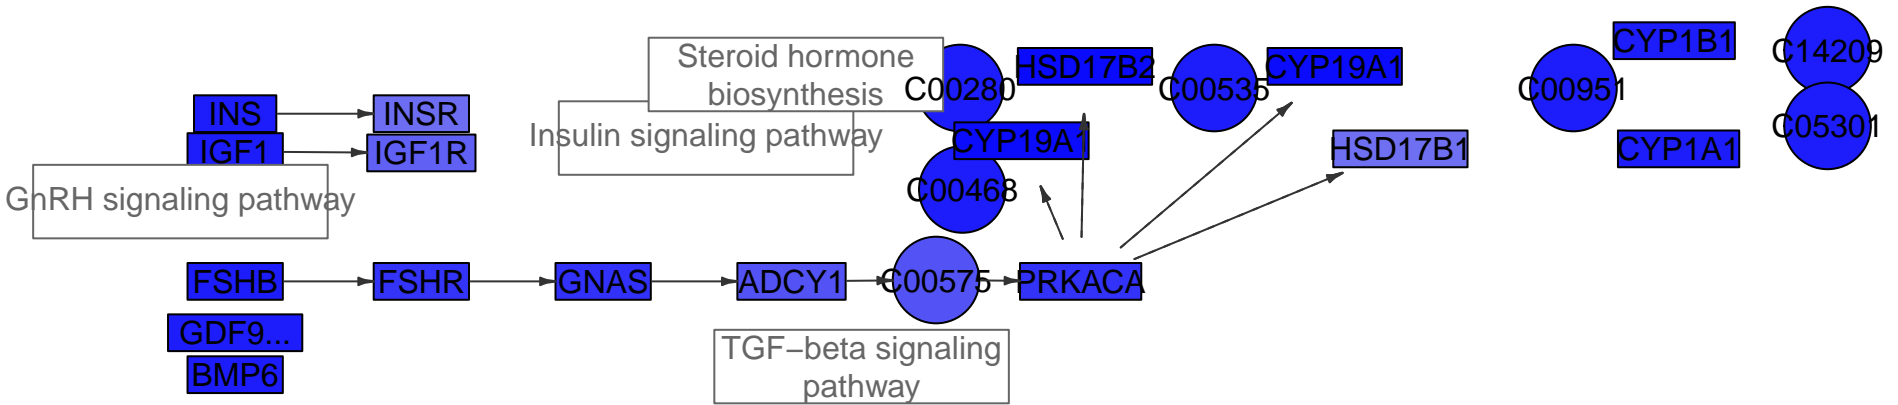 Steroid hormone
biosynthesis
C00280
HSD17B2
C00535
CYP19A1
C00951
CYP1B1
C14209
INS
INSR
Insulin signaling pathway
CYP19A1
HSD17B1
CYP1A1
C05301
IGF1
IGF1R
GnRH signaling pathway
C00468
FSHB
FSHR
GNAS
ADCY1
C00575
PRKACA
GDF9...
BMP6
TGF−beta signaling
pathway